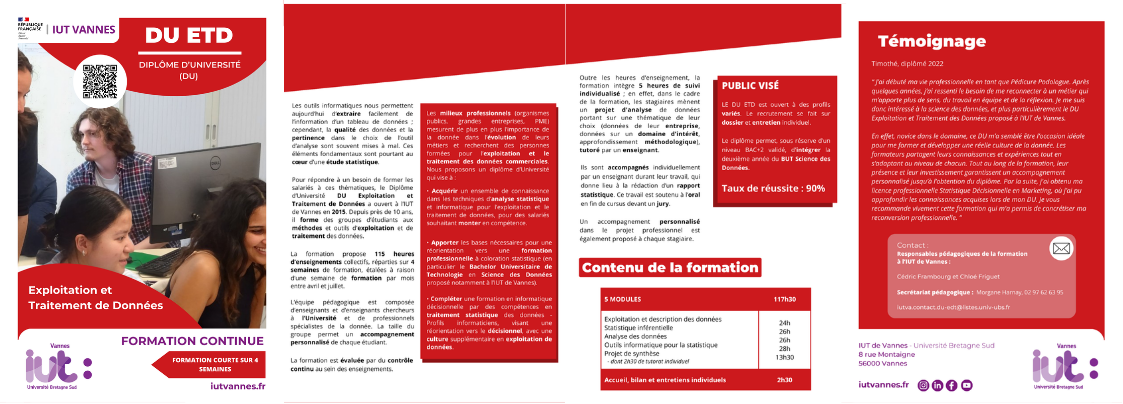 RÉPUBLIQUE
FRANÇAISE
IUT VANNES
DU ETD
DIPLÔME D'UNIVERSITÉ
(DU)
Exploitation et
Traitement de Données
FORMATION CONTINUE
FORMATION COURTE SUR 4
SEMAINES
Vannes
iut:
Université Bretagne Sud
iutvannes.fr
Les outils informatiques nous permettent
aujourd'hui d'extraire facilement de
l'information d'un tableau de données ;
cependant, la qualité des données et la
pertinence dans le choix de l'outil
d'analyse sont souvent mises à mal. Ces
éléments fondamentaux sont pourtant au
cœur d'une étude statistique.
Pour répondre à un besoin de former les
salariés à ces thématiques, le Diplôme
d'Université DU Exploitation et
Traitement de Données a ouvert à l'IUT
de Vannes en 2015. Depuis près de 10 ans,
il forme des groupes d'étudiants aux
méthodes et outils d'exploitation et de
traitement des données.
La formation propose 115 heures
d'enseignements collectifs, réparties sur 4
semaines de formation, étalées à raison
d'une semaine de formation par mois
entre avril et juillet.
L'équipe pédagogique est composée
d'enseignants et d'enseignants chercheurs
à l'Université et de professionnels
spécialistes de la donnée. La taille du
groupe permet un accompagnement
personnalisé de chaque étudiant.
La formation est évaluée par du contrôle
continu au sein des enseignements.
Les milieux professionnels (organismes
publics, grandes entreprises, PME)
mesurent de plus en plus l'importance de
la donnée dans l'évolution de leurs
métiers et recherchent des personnes
formées pour l'exploitation et le
traitement des données commerciales.
Nous proposons un diplôme d'Université
qui vise à :
- Acquérir un ensemble de connaissance
dans les techniques d'analyse statistique
et informatique pour l'exploitation et le
traitement de données, pour des salariés
souhaitant monter en compétence.
- Apporter les bases nécessaires pour une
réorientation vers une formation
professionnelle à coloration statistique (en
particulier le Bachelor Universitaire de
Technologie en Science des Données
proposé notamment à l'IUT de Vannes).
- Compléter une formation en informatique
décisionnelle par des compétences en
traitement statistique des données -
Profils informaticiens, visant une
réorientation vers le décisionnel, avec une
culture supplémentaire en exploitation de
données.
Outre les heures d'enseignement, la
formation intègre 5 heures de suivi
individualisé ; en effet, dans le cadre
de la formation, les stagiaires mènent
un projet d'analyse de données
portant sur une thématique de leur
choix (données de leur entreprise,
données sur un domaine d'intérêt,
approfondissement méthodologique),
tutoré par un enseignant.
Ils sont accompagnés individuellement
par un enseignant durant leur travail, qui
donne lieu à la rédaction d'un rapport
statistique. Ce travail est soutenu à l'oral
en fin de cursus devant un jury.
Un accompagnement personnalisé
dans le projet professionnel est
également proposé à chaque stagiaire.
PUBLIC VISÉ
LE DU ETD est ouvert à des profils
variés. Le recrutement se fait sur
dossier et entretien individuel.
Le diplôme permet, sous réserve d'un
niveau BAC+2 validé, d'intégrer la
deuxième année du BUT Science des
Données.
Taux de réussite : 90%
Contenu de la formation
5 MODULES 117h30
Exploitation et description des données 24h
Statistique inférentielle 26h
Analyse des données 26h
Outils informatique pour la statistique 28h
Projet de synthèse 13h30
- dont 2h30 de tutorat individuel
Accueil, bilan et entretiens individuels 2h30
Témoignage
Timothé, diplômé 2022
" J'ai débuté ma vie professionnelle en tant que Pédicure Podologue. Après
quelques années, j'ai ressenti le besoin de me reconnecter à un métier qui
m'apporte plus de sens, du travail en équipe et de la réflexion. Je me suis
donc intéressé à la science des données, et plus particulièrement le DU
Exploitation et Traitement des Données proposé à l'IUT de Vannes.
En effet, novice dans le domaine, ce DU m'a semblé être l'occasion idéale
pour me former et développer une réelle culture de la donnée. Les
formateurs partagent leurs connaissances et expériences tout en
s'adaptant au niveau de chacun. Tout au long de la formation, leur
présence et leur investissement garantissent un accompagnement
personnalisé jusqu'à l'obtention du diplôme. Par la suite, j'ai obtenu ma
licence professionnelle Statistique Décisionnel en Marketing, où j'ai pu
approfondir les connaissances acquises lors de mon DU. Je vous
recommande vivement cette formation qui m'a permis de concrétiser ma
reconversion professionnelle. "
Contact :
Responsables pédagogiques de la formation
à l'IUT de Vannes :
Cédric Frambourg et Chloé Friguet
Secrétariat pédagogique : Morgane Hamay, 02 97 62 63 95
iutva.contact.du-edt@listes.univ-ubs.fr
IUT de Vannes - Université Bretagne Sud
8 rue Montaigne
56000 Vannes
iutvannes.fr
Vannes
iut:
Université Bretagne Sud